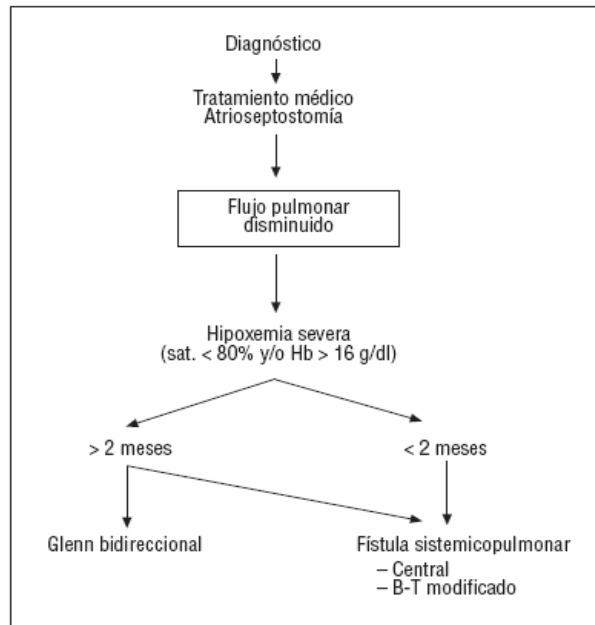 Diagnóstico
Tratamiento médico
Atrioseptostomía
Flujo pulmonar
disminuido
Hipoxemia severa
(sat. < 80% y/o Hb > 16 g/dl)
> 2 meses
< 2 meses
Glenn bidireccional
Fístula sistemicopulmonar
– Central
– B-T modificado